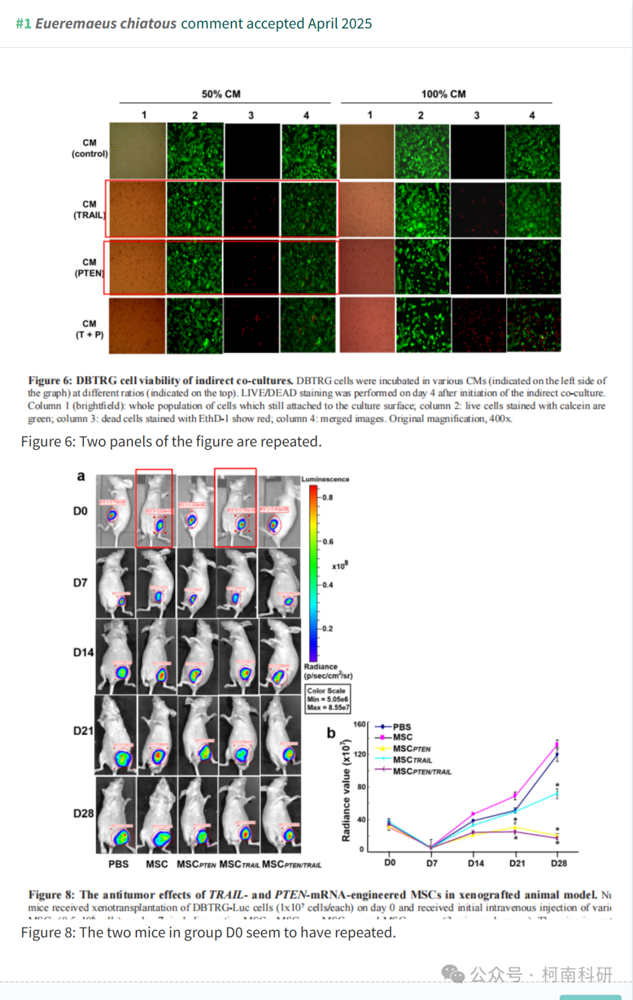 #1 Eueremaeus chiatous comment accepted April 2025
50% CM 100% CM
1 2 3 4 1 2 3 4
CM
(control)
CM
(TRAIL)
CM
(PTEN)
CM
(T + P)
Figure 6: DBTRG cell viability of indirect co-cultures. DBTRG cells were incubated in various CMs (indicated on the left side of
the graph) at different ratios (indicated on the top). LIVE/DEAD staining was performed on day 4 after initiation of the indirect co-culture.
Column 1 (brightfield): whole population of cells which still attached to the culture surface; column 2: live cells stained with calcein are
green; column 3: dead cells stained with EthD-1 show red; column 4: merged images. Original magnification, 400x.
Figure 6: Two panels of the figure are repeated.
a
D0
D7
D14
D21
D28
PBS MSC MSCPTEN MSCTRAIL MSCPTEN/TRAIL
Luminescence
0.8
0.6
x10⁸
0.4
0.2
Radiance
(p/sec/cm²/sr)
Color Scale
Min = 5.05e6
Max = 8.55e7
b
Radiance value (x10⁷)
160
120
80
40
0
PBS
MSC
MSCPTEN
MSCTRAIL
MSCPTEN/TRAIL
* * * * *
D0 D7 D14 D21 D28
Figure 8: The antitumor effects of TRAIL- and PTEN-mRNA-engineered MSCs in xenografted animal model. Nu
mice received xenotransplantation of DBTRG-Luc cells (1x10⁷ cells/each) on day 0 and received initial intravenous injection of vari
Figure 8: The two mice in group D0 seem to have repeated.
公众号 · 柯南科研